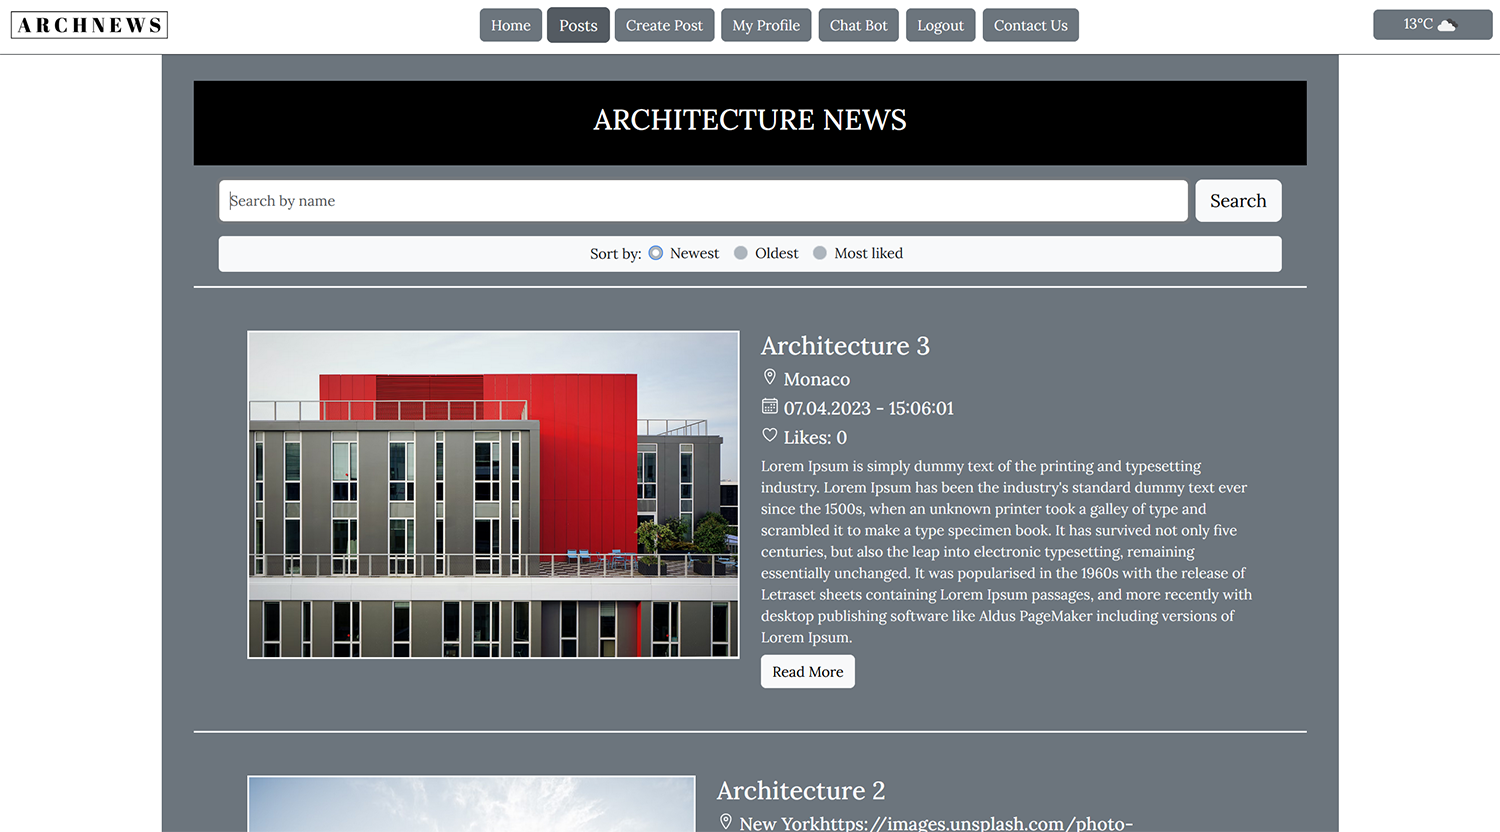 ARCHNEWS
Home
Posts
Create Post
My Profile
Chat Bot
Logout
Contact Us
13°C
ARCHITECTURE NEWS
Search by name
Search
Sort by: Newest Oldest Most liked
Architecture 3
Monaco
07.04.2023 - 15:06:01
Likes: 0
Lorem Ipsum is simply dummy text of the printing and typesetting
industry. Lorem Ipsum has been the industry's standard dummy text ever
since the 1500s, when an unknown printer took a galley of type and
scrambled it to make a type specimen book. It has survived not only five
centuries, but also the leap into electronic typesetting, remaining
essentially unchanged. It was popularised in the 1960s with the release of
Letraset sheets containing Lorem Ipsum passages, and more recently with
desktop publishing software like Aldus PageMaker including versions of
Lorem Ipsum.
Read More
Architecture 2
New Yorkhttps://images.unsplash.com/photo-